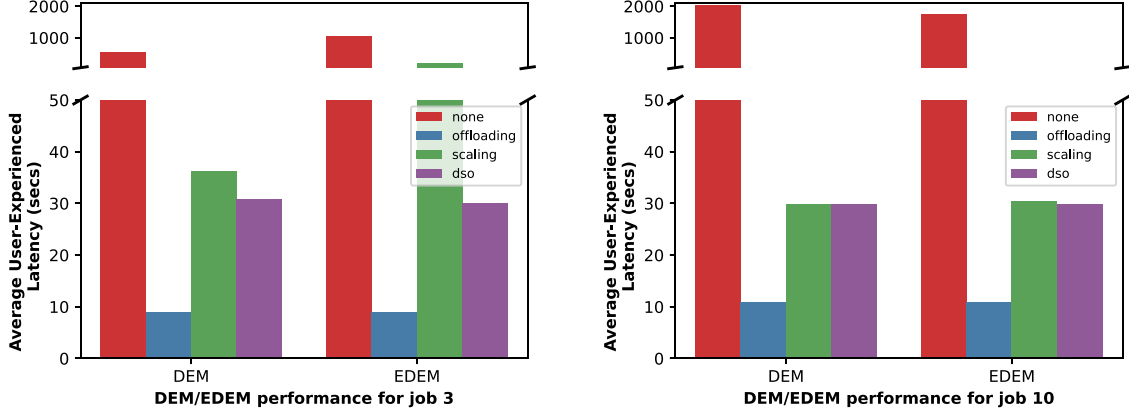 2000
1000
50
40
30
20
10
0
Average User-Experienced
Latency (secs)
none
offloading
scaling
dso
DEM
EDEM
DEM/EDEM performance for job 3
2000
1000
50
40
30
20
10
0
Average User-Experienced
Latency (secs)
none
offloading
scaling
dso
DEM
EDEM
DEM/EDEM performance for job 10